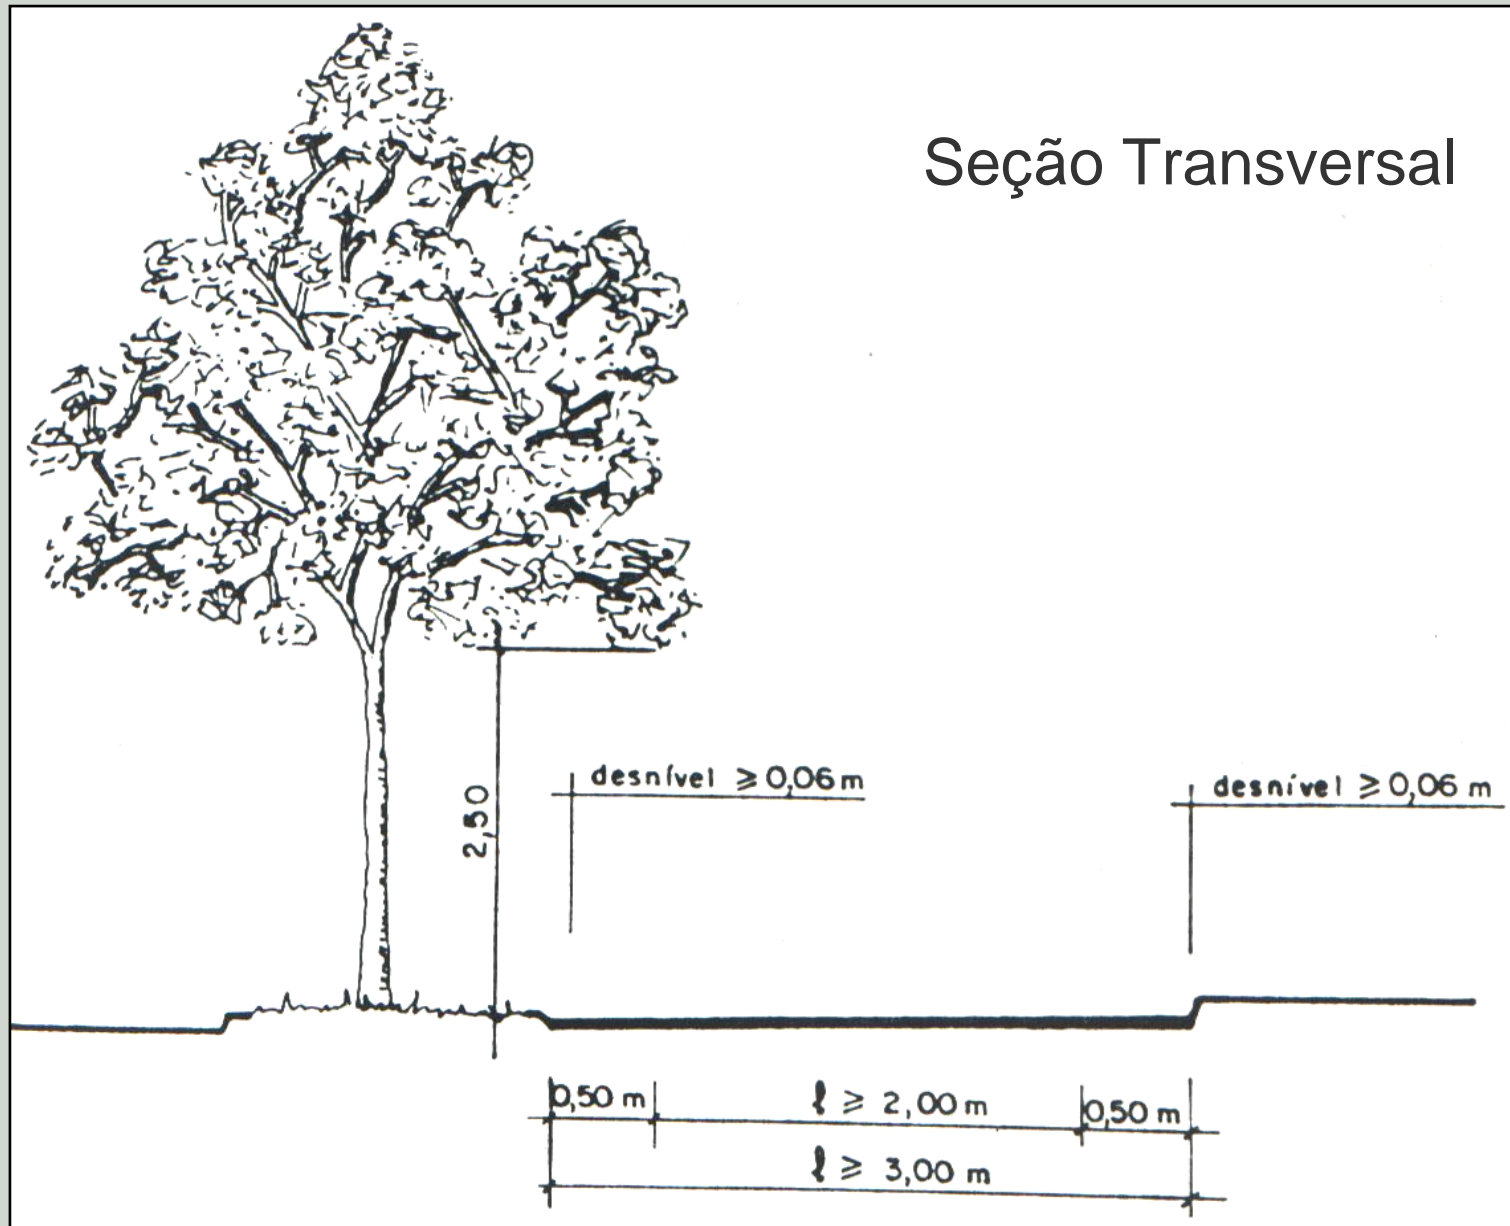 Seção Transversal
desnível ≥ 0,06 m
desnível ≥ 0,06 m
2,50
0,50 m
ℓ ≥ 2,00 m
0,50 m
ℓ ≥ 3,00 m